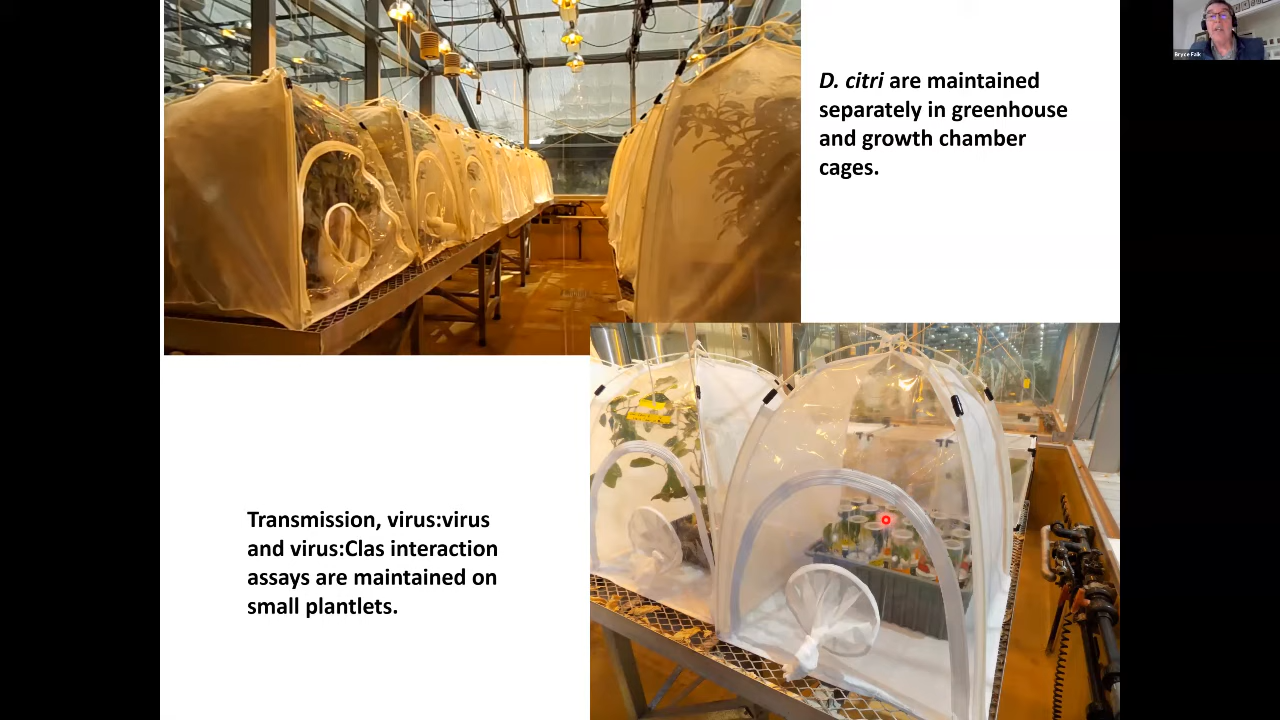 D. citri are maintained
separately in greenhouse
and growth chamber
cages.
Bryce Falk
Transmission, virus:virus
and virus:Clas interaction
assays are maintained on
small plantlets.